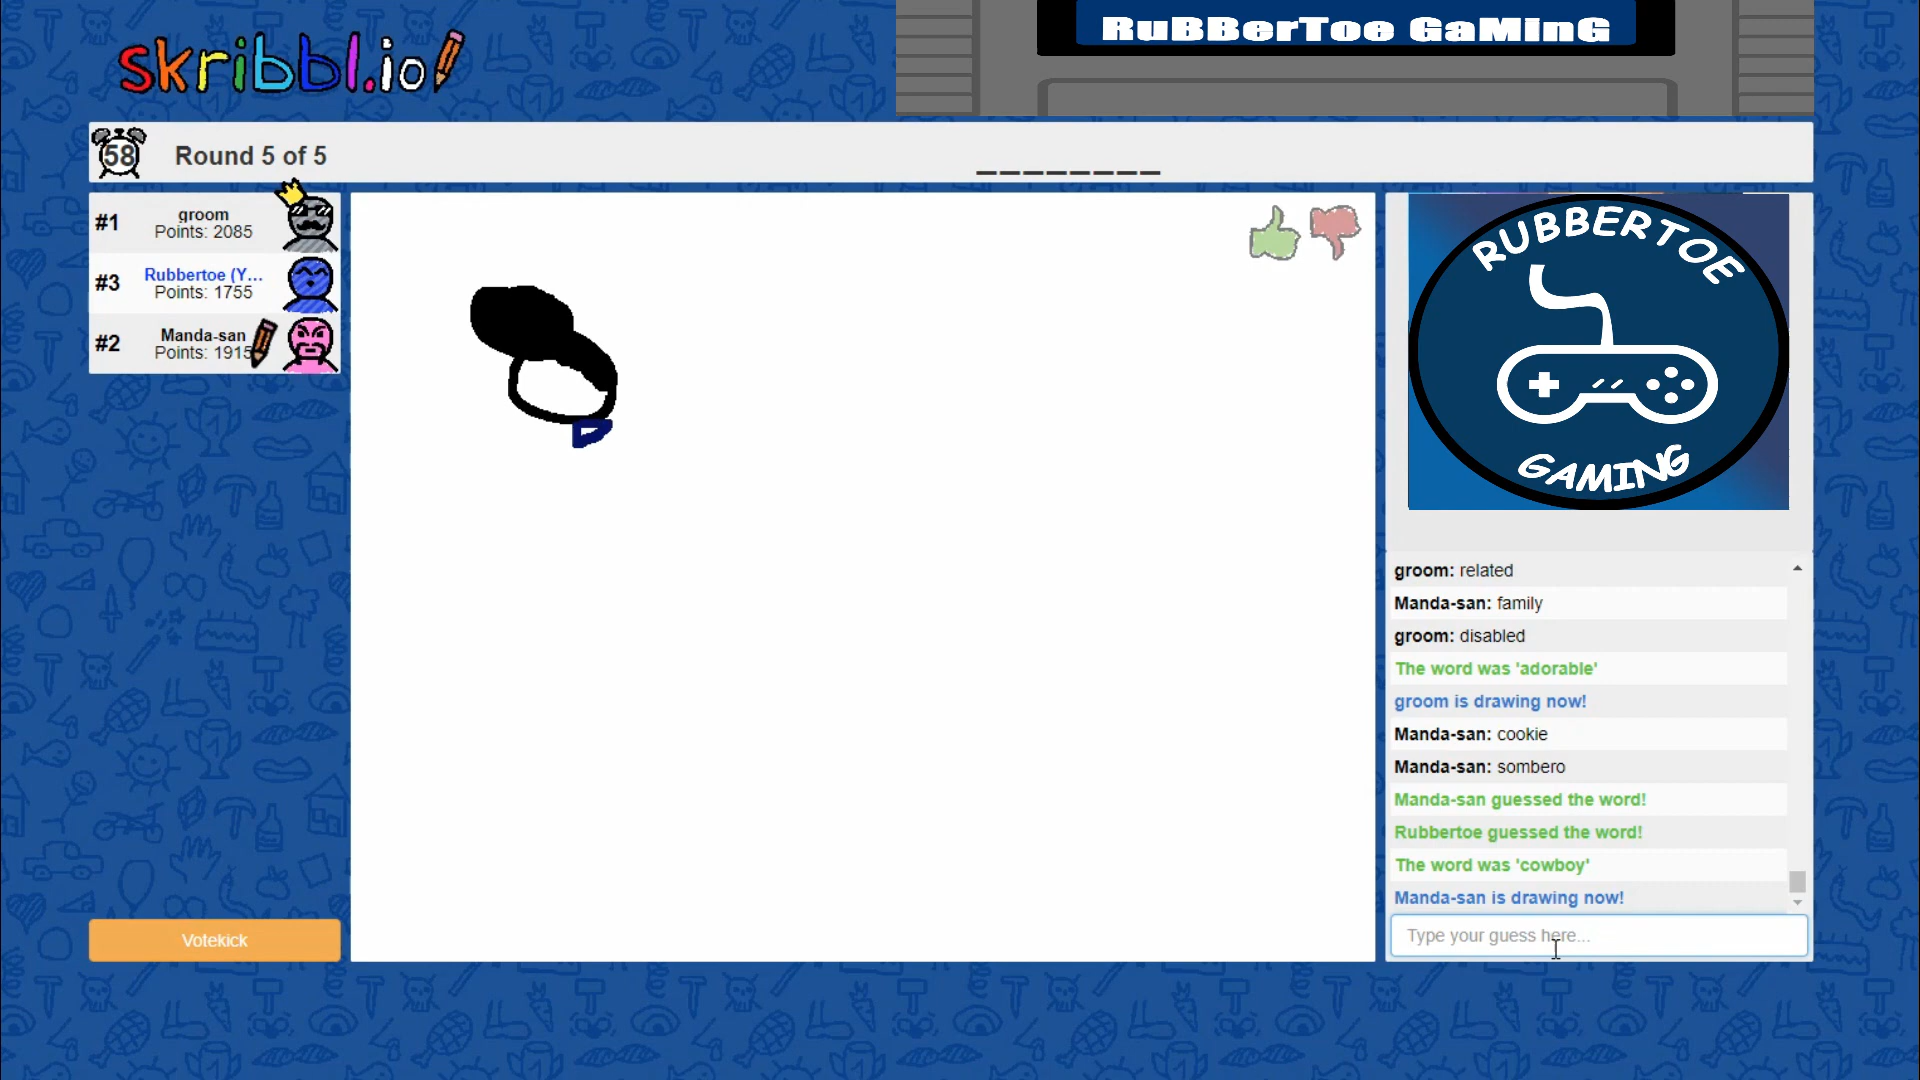 skribbl.io
RuBBerToe GaMinG
58
Round 5 of 5
________
#1
groom
Points: 2085
#3
Rubbertoe (Y...
Points: 1755
#2
Manda-san
Points: 1915
RUBBERTOE
GAMING
groom: related
Manda-san: family
groom: disabled
The word was 'adorable'
groom is drawing now!
Manda-san: cookie
Manda-san: sombero
Manda-san guessed the word!
Rubbertoe guessed the word!
The word was 'cowboy'
Manda-san is drawing now!
Type your guess here...
Votekick